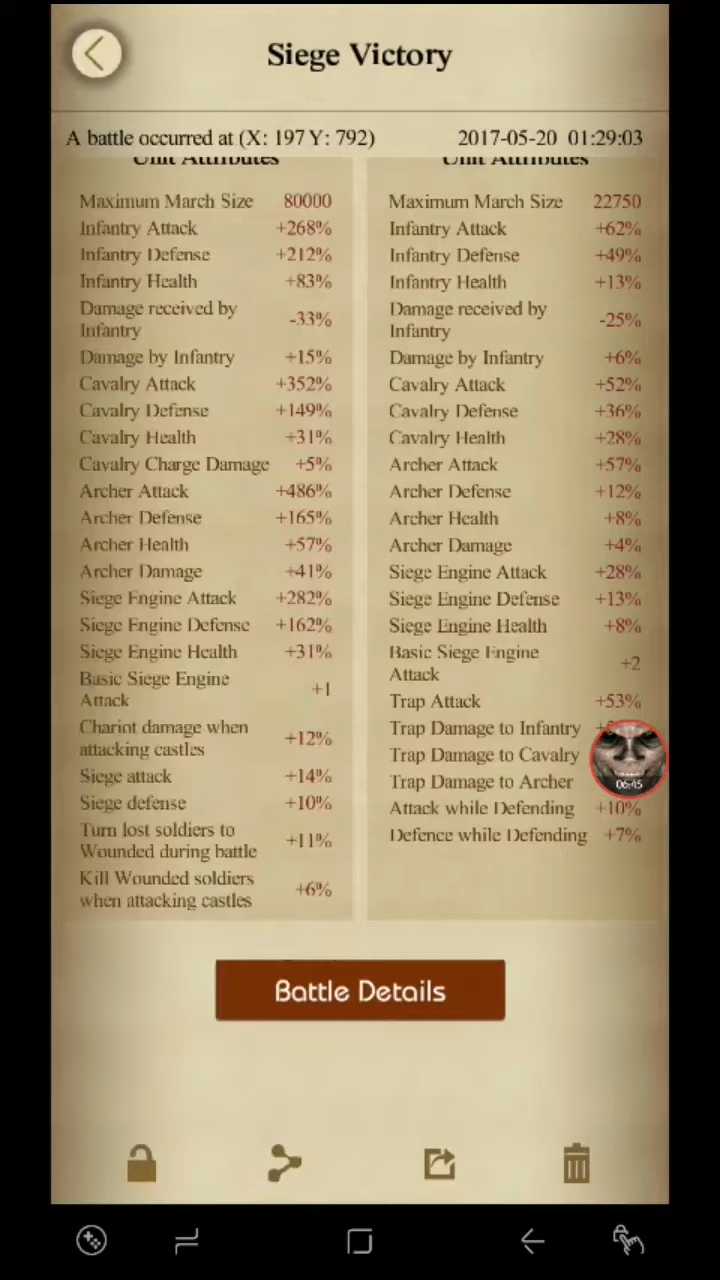 Siege Victory
A battle occurred at (X: 197 Y: 792) 2017-05-20 01:29:03
Unit Attributes
Maximum March Size 80000
Infantry Attack +268%
Infantry Defense +212%
Infantry Health +83%
Damage received by
Infantry -33%
Damage by Infantry +15%
Cavalry Attack +352%
Cavalry Defense +149%
Cavalry Health +31%
Cavalry Charge Damage +5%
Archer Attack +486%
Archer Defense +165%
Archer Health +57%
Archer Damage +41%
Siege Engine Attack +282%
Siege Engine Defense +162%
Siege Engine Health +31%
Basic Siege Engine
Attack +1
Chariot damage when
attacking castles +12%
Siege attack +14%
Siege defense +10%
Turn lost soldiers to
Wounded during battle +11%
Kill Wounded soldiers
when attacking castles +6%
Unit Attributes
Maximum March Size 22750
Infantry Attack +62%
Infantry Defense +49%
Infantry Health +13%
Damage received by
Infantry -25%
Damage by Infantry +6%
Cavalry Attack +52%
Cavalry Defense +36%
Cavalry Health +28%
Archer Attack +57%
Archer Defense +12%
Archer Health +8%
Archer Damage +4%
Siege Engine Attack +28%
Siege Engine Defense +13%
Siege Engine Health +8%
Basic Siege Engine
Attack +2
Trap Attack +53%
Trap Damage to Infantry
Trap Damage to Cavalry
Trap Damage to Archer
06:45
Attack while Defending +10%
Defence while Defending +7%
Battle Details